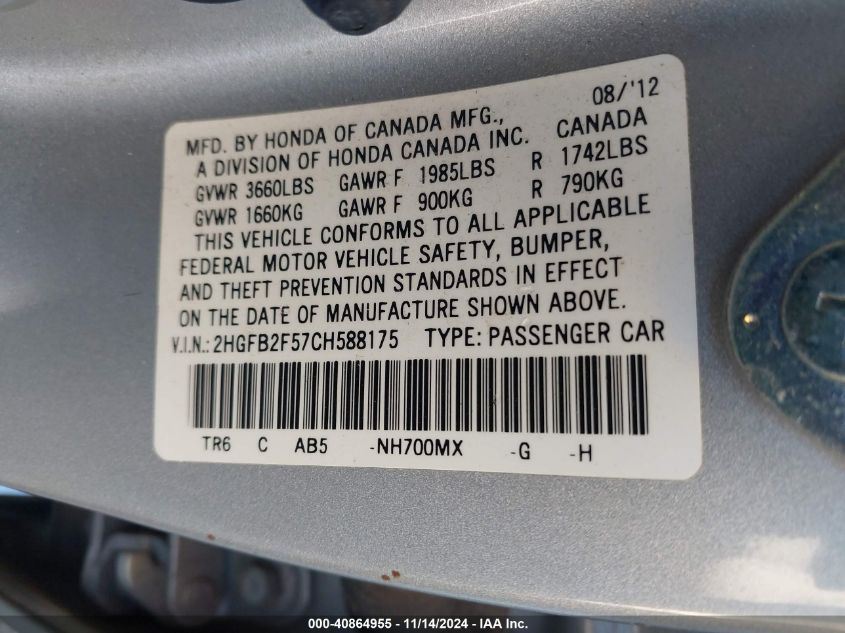 08/'12
MFD. BY HONDA OF CANADA MFG.,
A DIVISION OF HONDA CANADA INC. CANADA
GVWR 3660LBS GAWR F 1985LBS R 1742LBS
GVWR 1660KG GAWR F 900KG R 790KG
THIS VEHICLE CONFORMS TO ALL APPLICABLE
FEDERAL MOTOR VEHICLE SAFETY, BUMPER,
AND THEFT PREVENTION STANDARDS IN EFFECT
ON THE DATE OF MANUFACTURE SHOWN ABOVE.
V.I.N.: 2HGFB2F57CH588175 TYPE: PASSENGER CAR
TR6 C AB5 -NH700MX -G -H
000-40864955 - 11/14/2024 - IAA Inc.